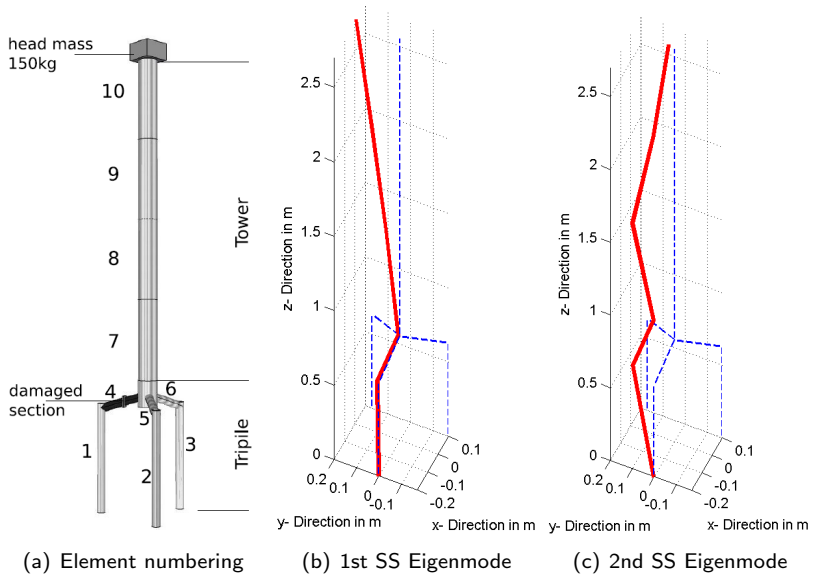 head mass
150kg
10
9
8
7
Tower
damaged
section
4
6
5
1
2
3
Tripile
(a) Element numbering
2.5
2
1.5
1
0.5
0
z- Direction in m
0.2
0.1
0
-0.1
y- Direction in m
0.1
0
-0.1
-0.2
x- Direction in m
(b) 1st SS Eigenmode
2.5
2
1.5
1
0.5
0
z- Direction in m
0.2
0.1
0
-0.1
y- Direction in m
0.1
0
-0.1
-0.2
x- Direction in m
(c) 2nd SS Eigenmode